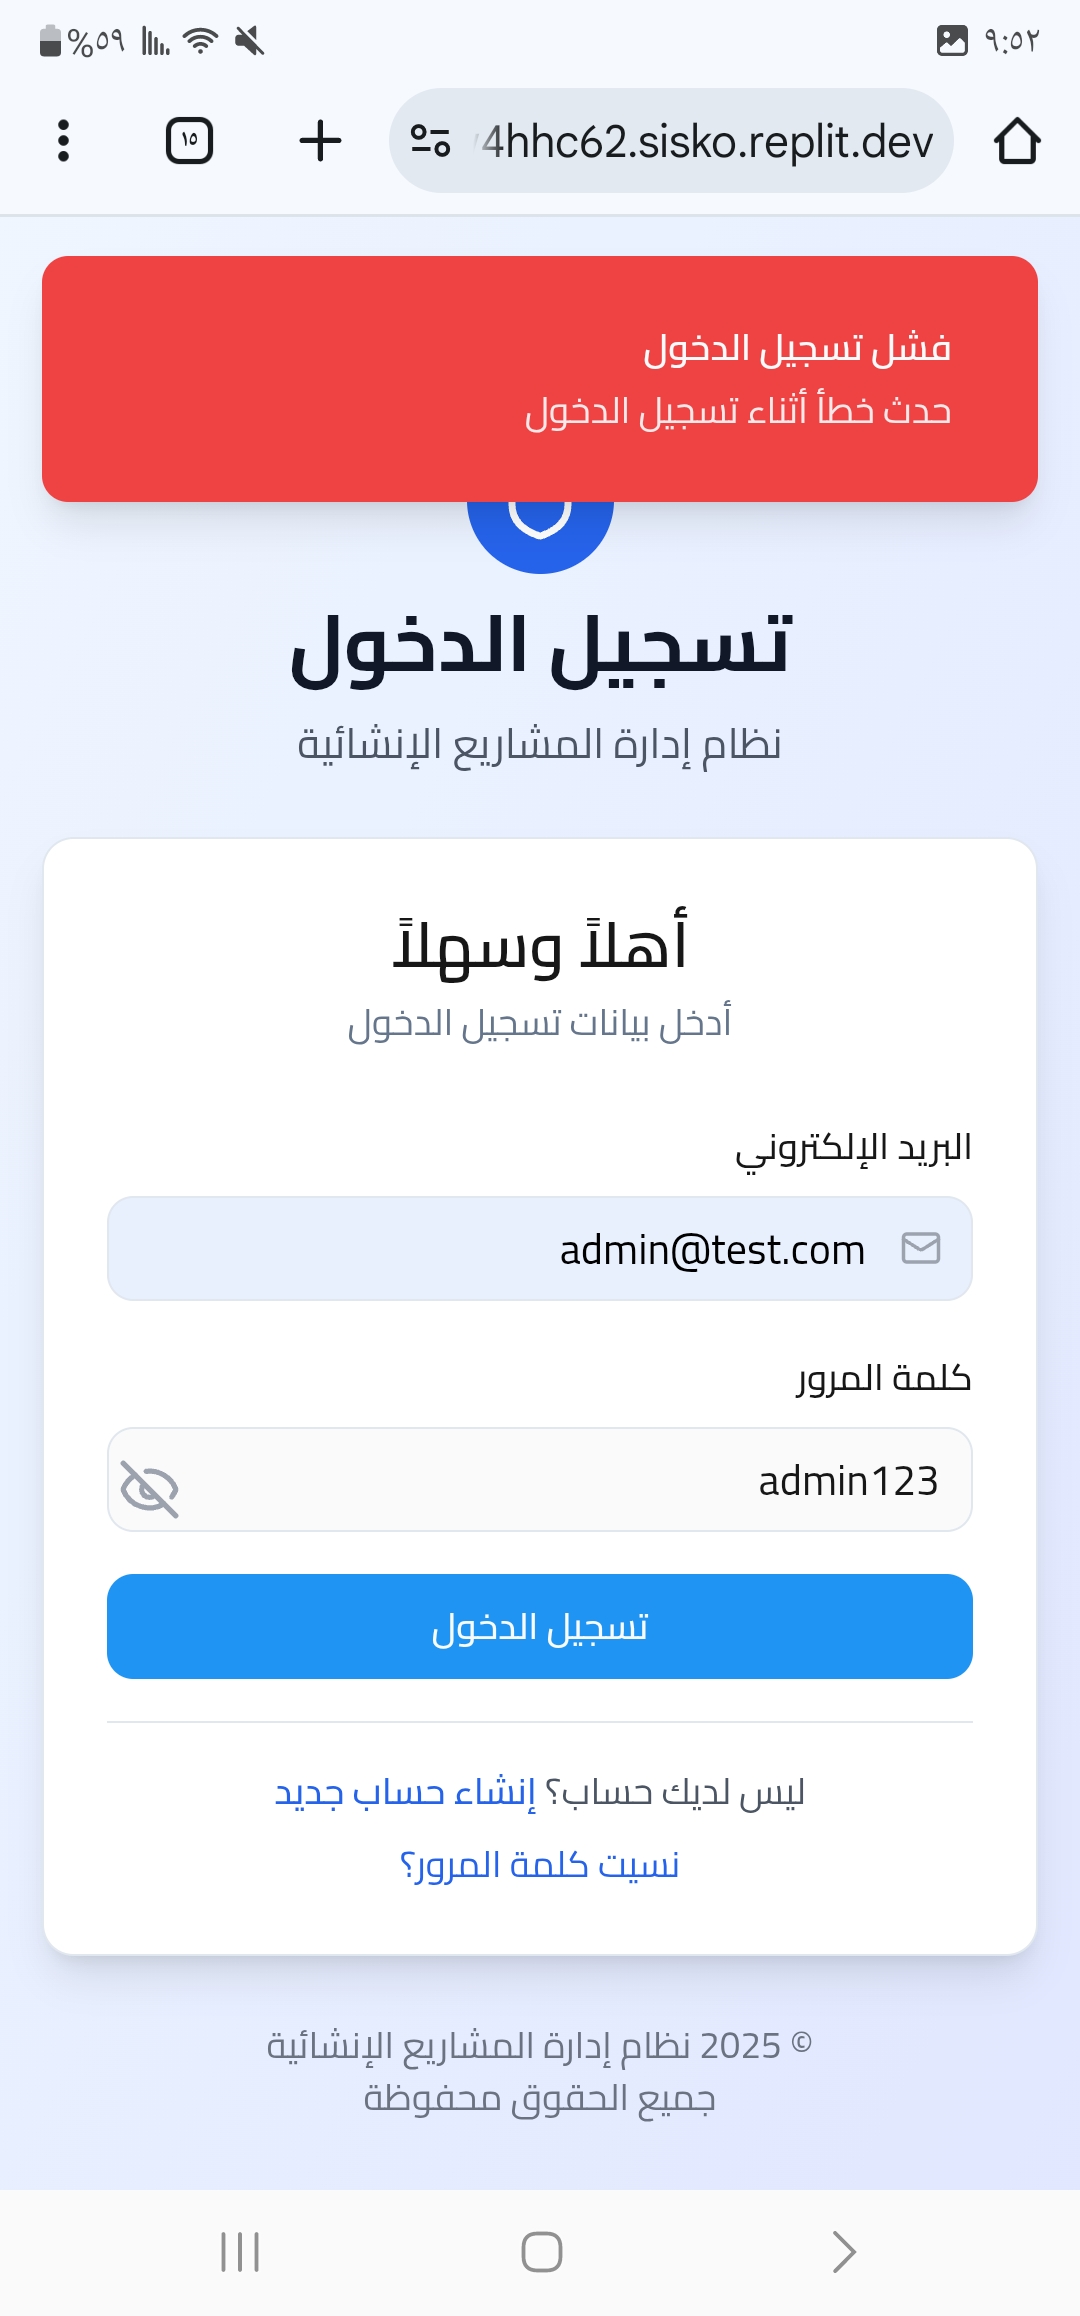 ٩:٥٢
%٥٩
4hhc62.sisko.replit.dev
١٥
فشل تسجيل الدخول
حدث خطأ أثناء تسجيل الدخول
تسجيل الدخول
نظام إدارة المشاريع الإنشائية
أهلاً وسهلاً
أدخل بيانات تسجيل الدخول
البريد الإلكتروني
admin@test.com
كلمة المرور
admin123
تسجيل الدخول
ليس لديك حساب؟ إنشاء حساب جديد
نسيت كلمة المرور؟
© 2025 نظام إدارة المشاريع الإنشائية
جميع الحقوق محفوظة